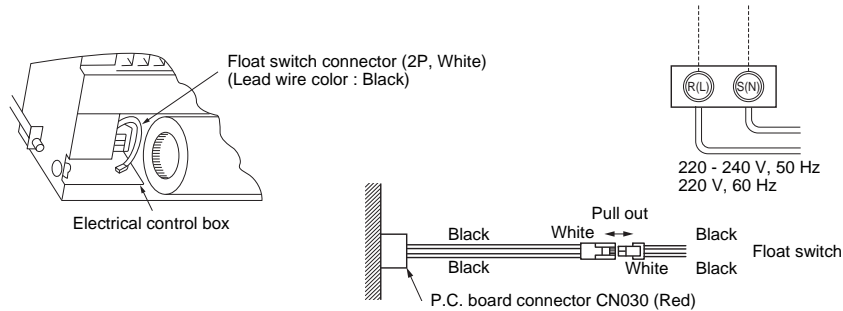 Float switch connector (2P, White)
(Lead wire color : Black)
Electrical control box
R(L)
S(N)
220 - 240 V, 50 Hz
220 V, 60 Hz
Pull out
Black
White
Black
Float switch
Black
White
Black
P.C. board connector CN030 (Red)